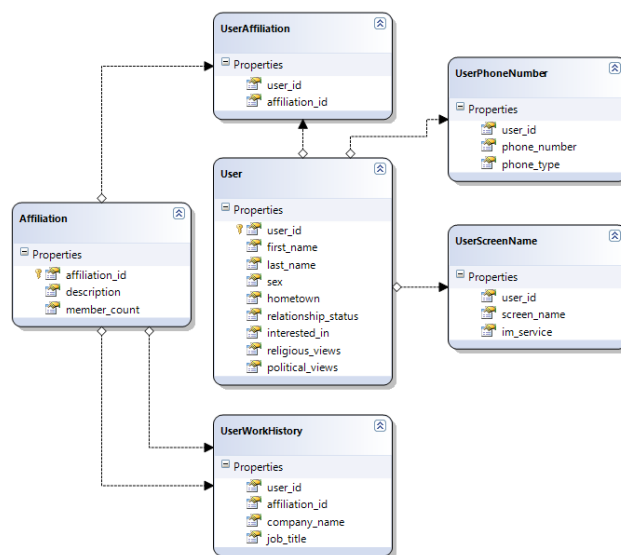 UserAffiliation
Properties
user_id
affiliation_id
UserPhoneNumber
Properties
user_id
phone_number
phone_type
User
Properties
user_id
first_name
last_name
sex
hometown
relationship_status
interested_in
religious_views
political_views
Affiliation
Properties
affiliation_id
description
member_count
UserScreenName
Properties
user_id
screen_name
im_service
UserWorkHistory
Properties
user_id
affiliation_id
company_name
job_title